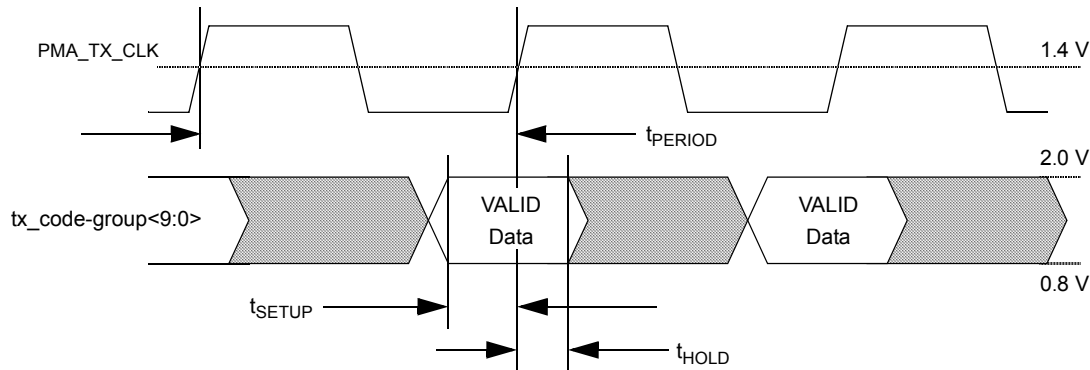 PMA_TX_CLK
1.4 V
tPERIOD
2.0 V
tx_code-group<9:0>
VALID
Data
VALID
Data
0.8 V
tSETUP
tHOLD